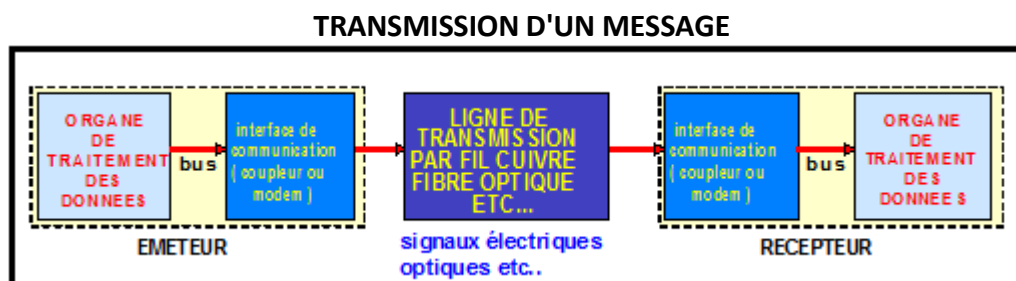 TRANSMISSION D'UN MESSAGE
ORGANE
DE
TRAITEMENT
DES
DONNEES
bus
interface de
communication
( coupleur ou
modem )
EMETEUR
LIGNE DE
TRANSMISSION
PAR FIL CUIVRE
FIBRE OPTIQUE
ETC...
signaux électriques
optiques etc..
interface de
communication
( coupleur ou
modem )
bus
ORGANE
DE
TRAITEMENT
DES
DONNEES
RECEPTEUR